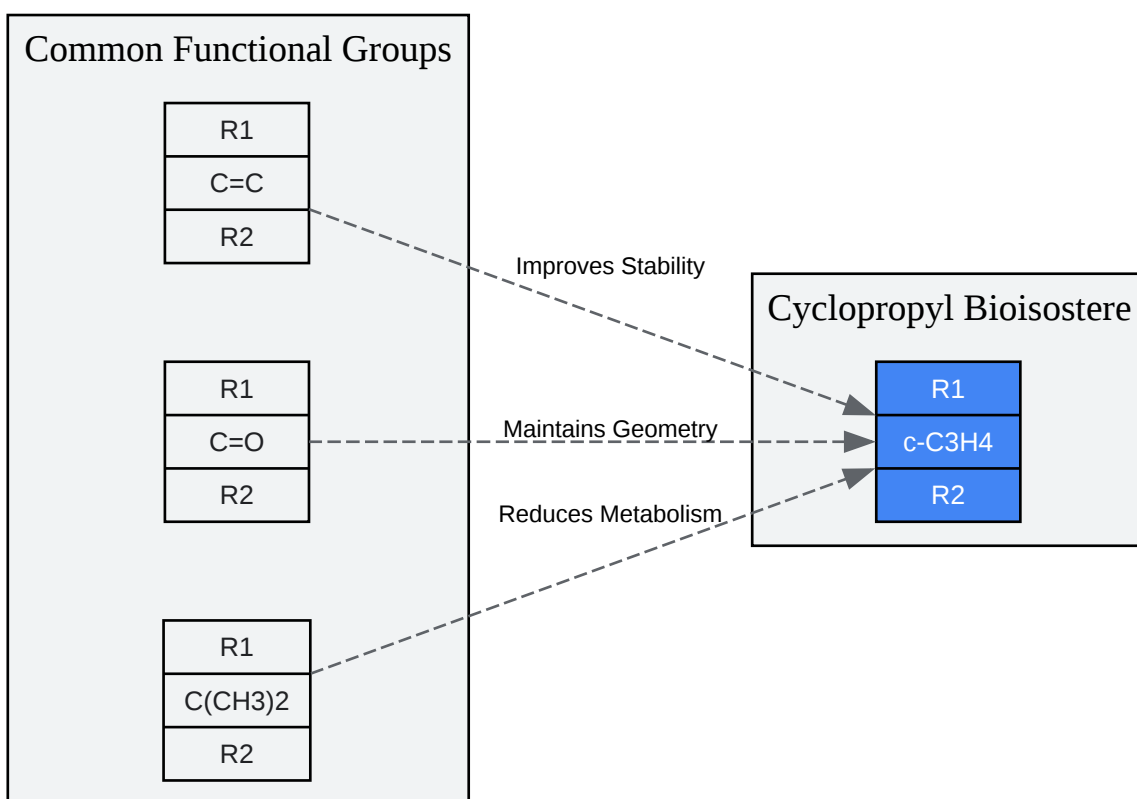 Common Functional Groups
R1
C=C
R2
Improves Stability
Cyclopropyl Bioisostere
R1
C=O
R2
Maintains Geometry
R1
c-C3H4
R2
Reduces Metabolism
R1
C(CH3)2
R2